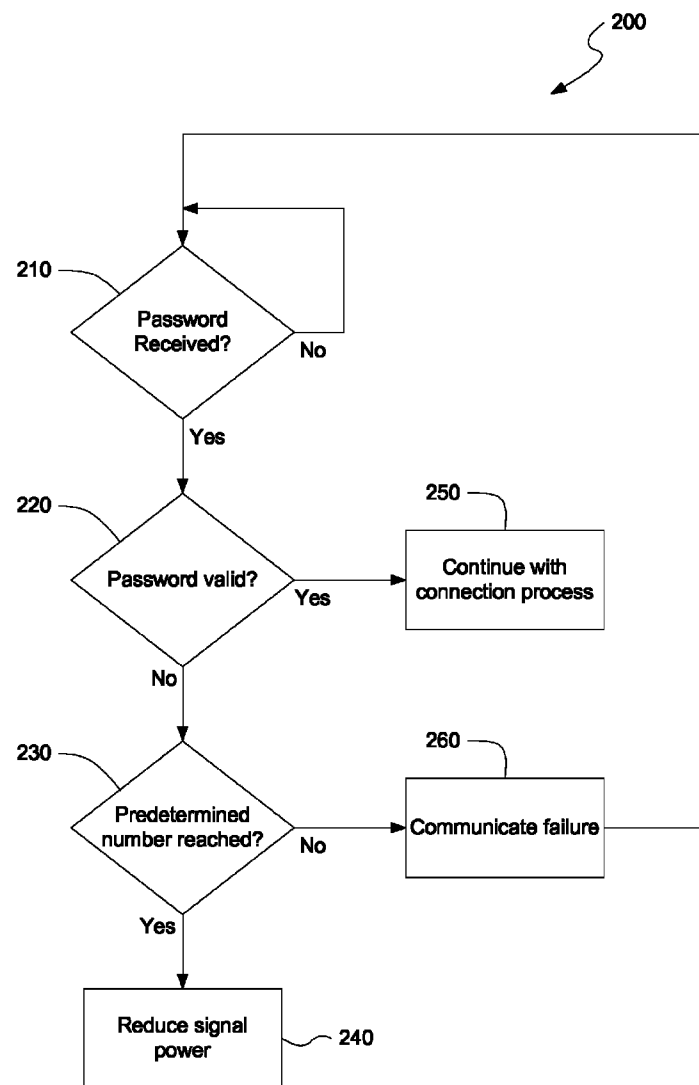 200
210
Password
Received?
No
Yes
220
250
Password valid?
Continue with
connection process
Yes
No
230
260
Predetermined
number reached?
Communicate failure
No
Yes
Reduce signal
power
240